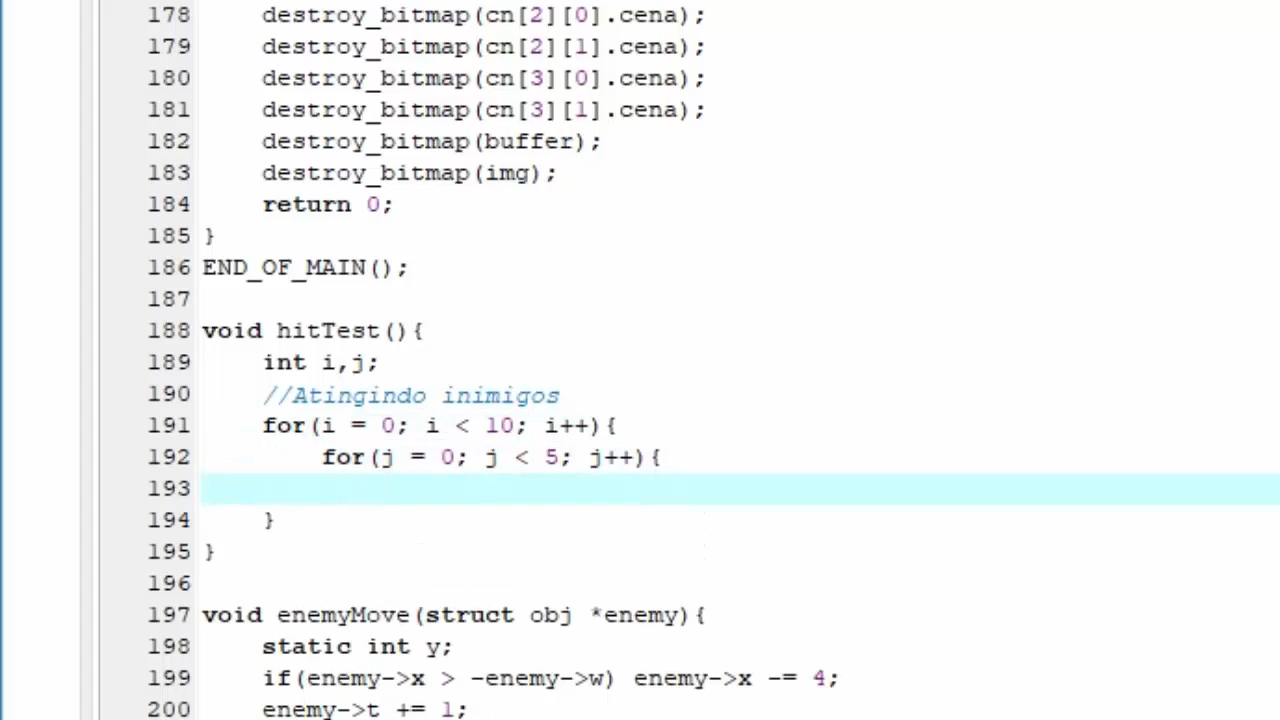 178 destroy_bitmap(cn[2][0].cena);
179 destroy_bitmap(cn[2][1].cena);
180 destroy_bitmap(cn[3][0].cena);
181 destroy_bitmap(cn[3][1].cena);
182 destroy_bitmap(buffer);
183 destroy_bitmap(img);
184 return 0;
185 }
186 END_OF_MAIN();
187
188 void hitTest(){
189 int i,j;
190 //Atingindo inimigos
191 for(i = 0; i < 10; i++){
192 for(j = 0; j < 5; j++){
193
194 }
195 }
196
197 void enemyMove(struct obj *enemy){
198 static int y;
199 if(enemy->x > -enemy->w) enemy->x -= 4;
200 enemy->t += 1;